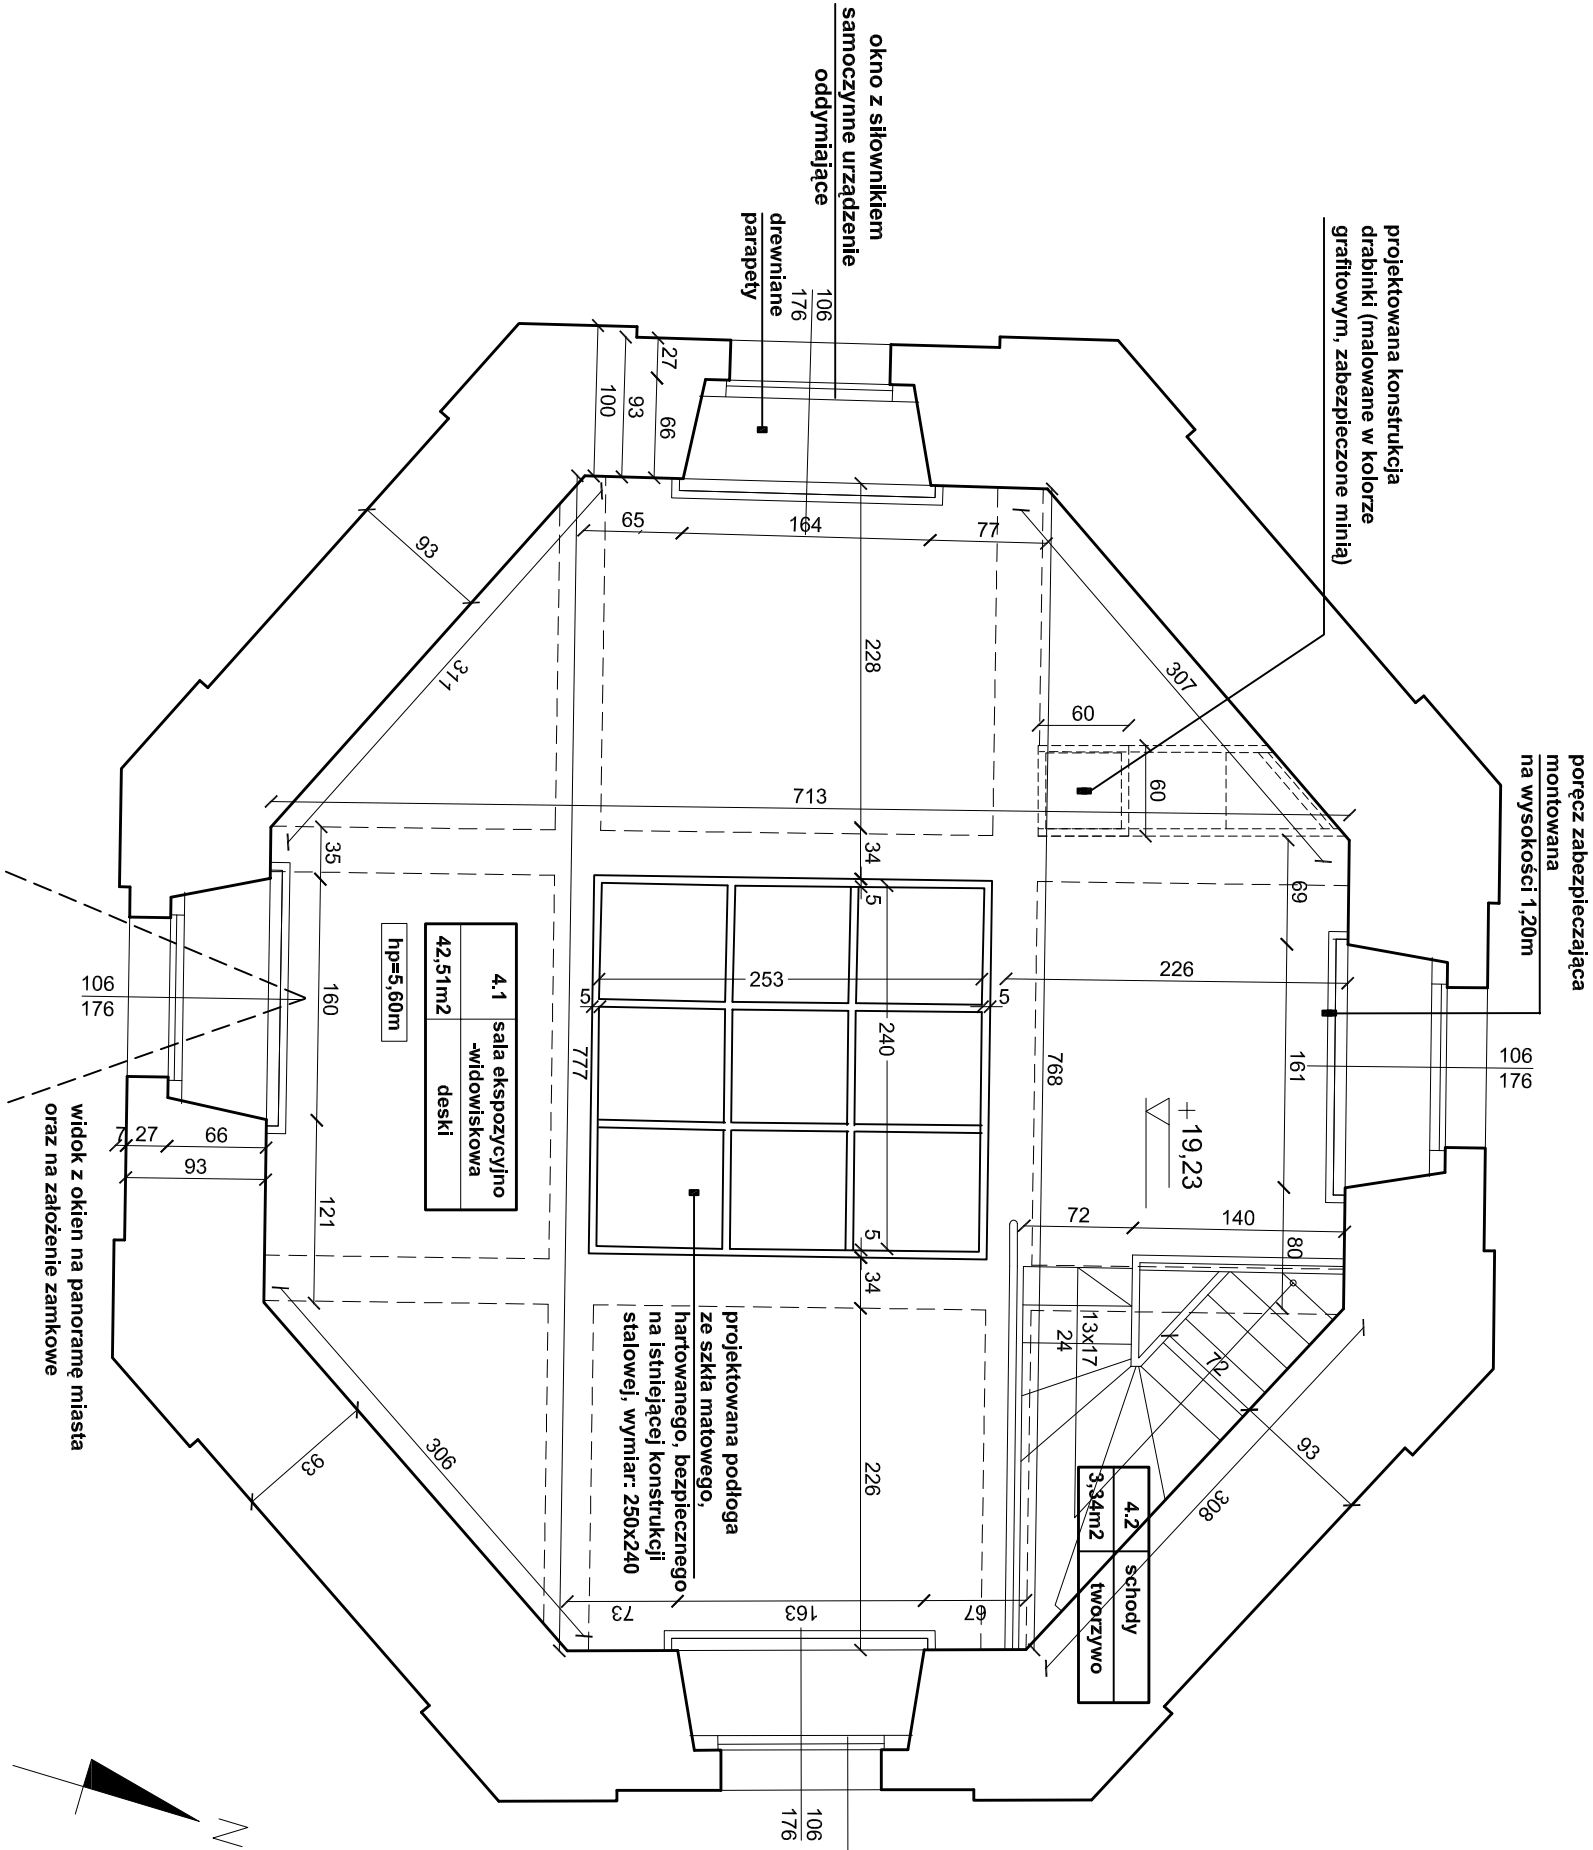 okno z siłownikiem
samoczynne urządzenie
oddymiające
drewniane
parapety
106
176
projektowana konstrukcja
drabinki (malowane w kolorze
grafitowym, zabezpieczone minią)
poręcz zabezpieczająca
montowana
na wysokości 1,20m
27
66
93
100
65
164
77
93
311
307
228
60
60
713
34
35
5
69
253
226
5
5
160
240
777
768
161
106
176
106
176
4.1
sala ekspozycyjno
-widowiskowa
42,51m2
deski
hp=5,60m
+19,23
7
27
66
93
121
72
140
80
5
34
13x17
24
72
93
308
widok z okien na panoramę miasta
oraz na założenie zamkowe
projektowana podłoga
ze szkła matowego,
hartowanego, bezpiecznego
na istniejącej konstrukcji
stalowej, wymiar: 250x240
306
93
226
4.2
schody
3,34m2
tworzywo
73
163
67
106
176
N